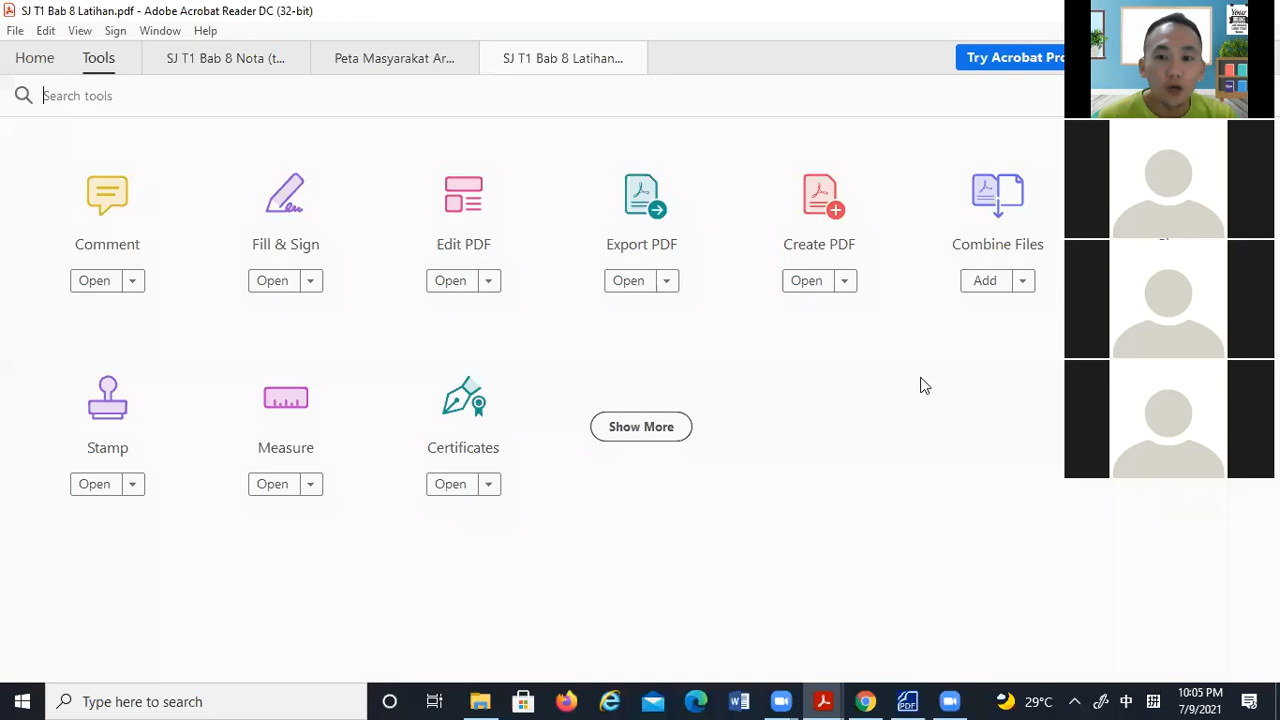 SJ T1 Bab 8 Latihan.pdf - Adobe Acrobat Reader DC (32-bit)
File Edit View Sign Window Help
Home Tools SJ T1 Bab 8 Nota (t... Peta Masyarakat Ar... SJ T1 Bab 8 Latihan... Try Acrobat Pro
Search tools
Comment Fill & Sign Edit PDF Export PDF Create PDF Combine Files
Open Open Open Open Open Add
Stamp Measure Certificates Show More
Open Open Open
Type here to search
PDF
29°C
中
拼
10:05 PM
7/9/2021